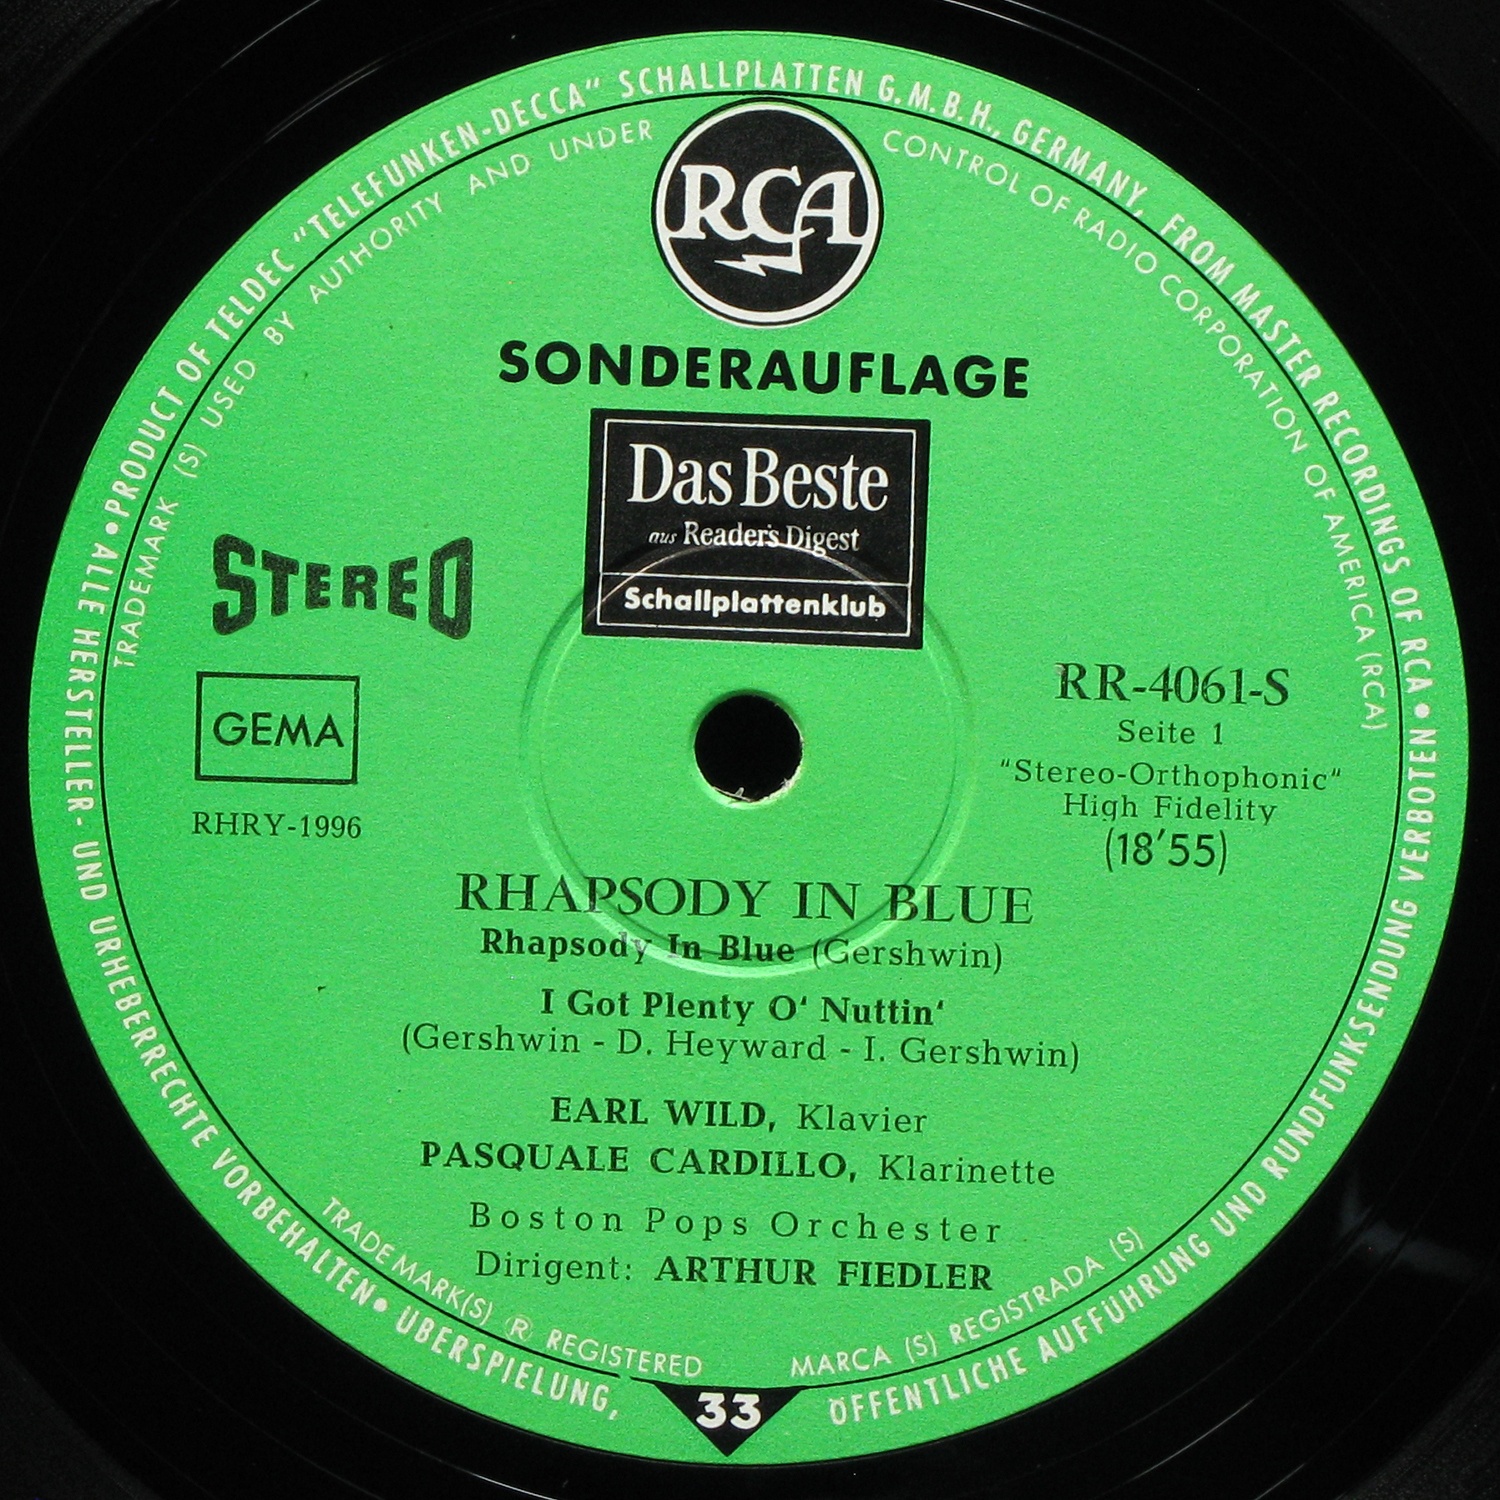 • PRODUCT OF TELDEC "TELEFUNKEN-DECCA" SCHALLPLATTEN G.M.B.H., GERMANY, FROM MASTER RECORDINGS OF RCA •
TRADEMARK (S) USED BY AUTHORITY AND UNDER CONTROL OF RADIO CORPORATION OF AMERICA (RCA)
RCA
SONDERAUFLAGE
Das Beste
aus Reader's Digest
Schallplattenklub
STEREO
GEMA
RHRY-1996
RR-4061-S
Seite 1
"Stereo-Orthophonic"
High Fidelity
(18'55)
RHAPSODY IN BLUE
Rhapsody In Blue (Gershwin)
I Got Plenty O' Nuttin'
(Gershwin - D. Heyward - I. Gershwin)
EARL WILD, Klavier
PASQUALE CARDILLO, Klarinette
Boston Pops Orchester
Dirigent: ARTHUR FIEDLER
TRADE MARK(S) ® REGISTERED MARCA (S) REGISTRADA (S)
ALLE HERSTELLER- UND URHEBERRECHTE VORBEHALTEN • UBERSPIELUNG, ÖFFENTLICHE AUFFÜHRUNG UND RUNDFUNKSENDUNG VERBOTEN
33